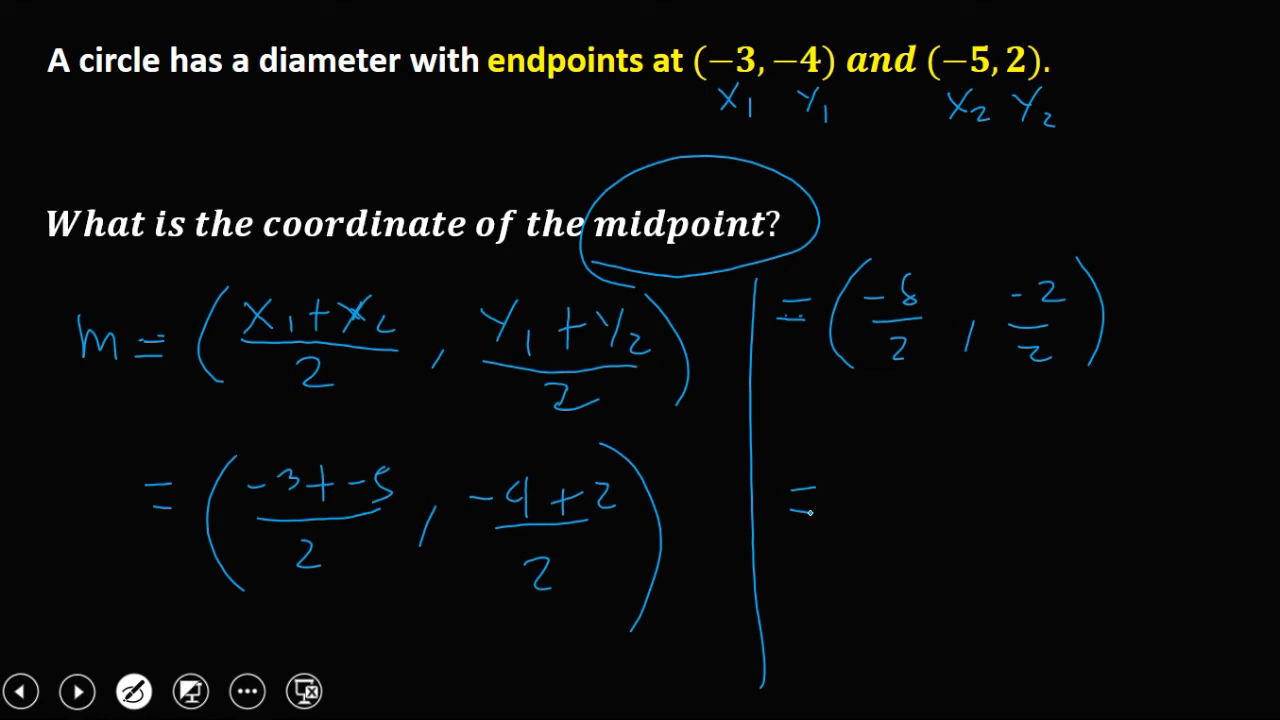 A circle has a diameter with endpoints at (−3, −4) and (−5, 2).
X₁ Y₁ X₂ Y₂
What is the coordinate of the midpoint?
m = ( (X₁ + X₂)/2 , (Y₁ + Y₂)/2 )
= ( (-3 + -5)/2 , (-4 + 2)/2 )
= ( -8/2 , -2/2 )
=